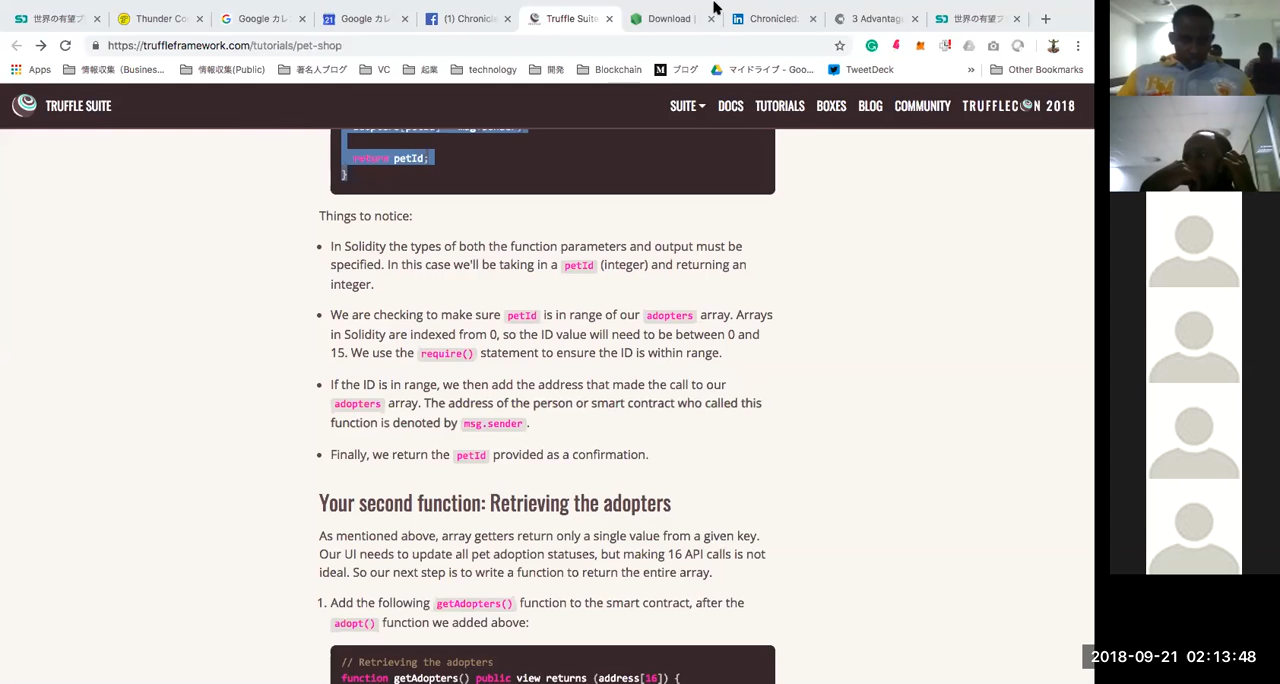 世界の有望プ
Thunder Co
Google カレ
Google カレ
(1) Chronicle
Truffle Suite
Download |
Chronicled:
3 Advantage
世界の有望プ
https://truffleframework.com/tutorials/pet-shop
Apps
情報収集（Busines...
情報収集(Public)
著名人ブログ
VC
起業
technology
開発
Blockchain
ブログ
マイドライブ - Goo...
TweetDeck
»
Other Bookmarks
TRUFFLE SUITE
SUITE
DOCS
TUTORIALS
BOXES
BLOG
COMMUNITY
TRUFFLECON 2018
return petId;
}
Things to notice:
• In Solidity the types of both the function parameters and output must be
specified. In this case we'll be taking in a petId (integer) and returning an
integer.
• We are checking to make sure petId is in range of our adopters array. Arrays
in Solidity are indexed from 0, so the ID value will need to be between 0 and
15. We use the require() statement to ensure the ID is within range.
• If the ID is in range, we then add the address that made the call to our
adopters array. The address of the person or smart contract who called this
function is denoted by msg.sender.
• Finally, we return the petId provided as a confirmation.
Your second function: Retrieving the adopters
As mentioned above, array getters return only a single value from a given key.
Our UI needs to update all pet adoption statuses, but making 16 API calls is not
ideal. So our next step is to write a function to return the entire array.
1. Add the following getAdopters() function to the smart contract, after the
adopt() function we added above:
// Retrieving the adopters
function getAdopters() public view returns (address[16]) {
2018-09-21 02:13:48